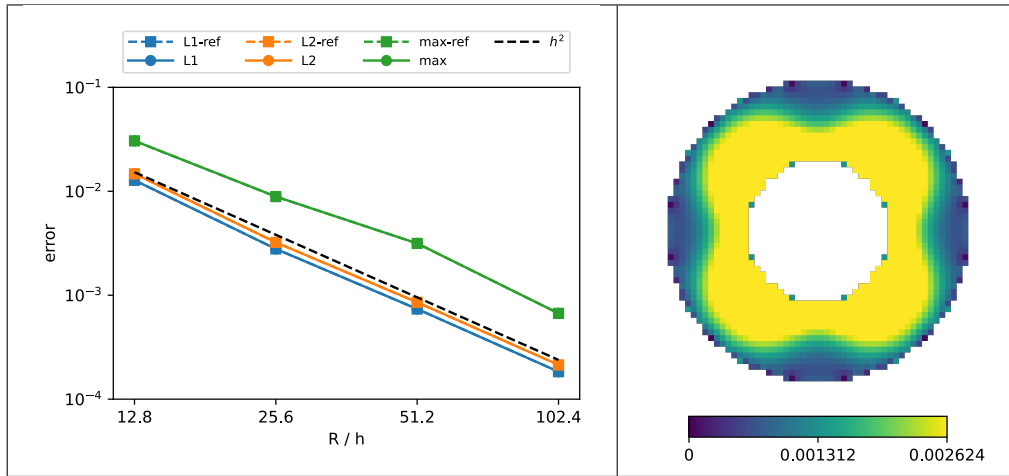 L1-ref L2-ref max-ref h²
L1 L2 max
10⁻¹
10⁻²
10⁻³
10⁻⁴
error
12.8 25.6 51.2 102.4
R / h
0 0.001312 0.002624